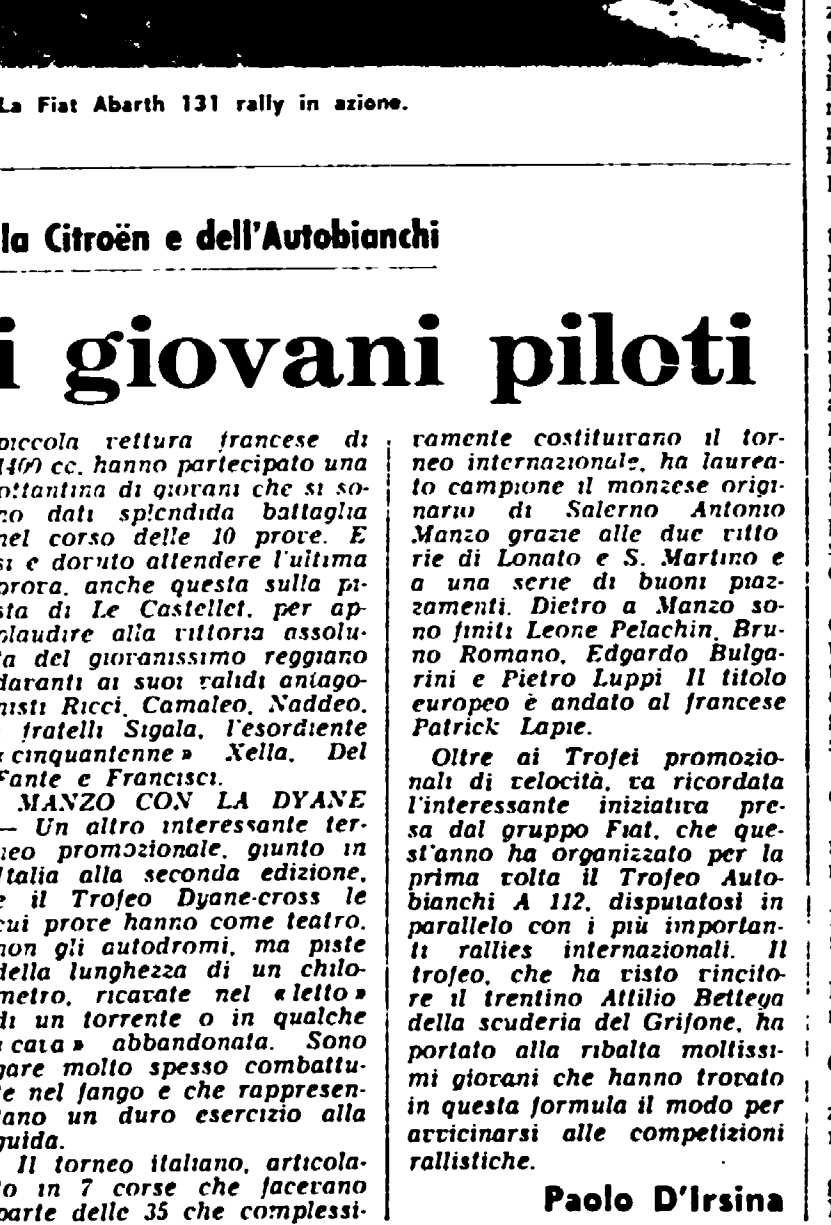 La Fiat Abarth 131 rally in azione.
la Citroën e dell'Autobianchi
i giovani piloti
piccola vettura francese di
1400 cc. hanno partecipato una
ottantina di giovani che si so-
no dati splendida battaglia
nel corso delle 10 prove. E
si è dovuto attendere l'ultima
prova, anche questa sulla pi-
sta di Le Castellet, per ap-
plaudire alla vittoria assolu-
ta del giovanissimo reggiano
davanti ai suoi validi antago-
nisti Ricci, Camaleo, Naddeo,
fratelli Sigala, l'esordiente
«cinquantenne» Xella, Del
Fante e Francisci.
MANZO CON LA DYANE
— Un altro interessante tor-
neo promozionale, giunto in
Italia alla seconda edizione,
è il Trofeo Dyane-cross le
cui prove hanno come teatro,
non gli autodromi, ma piste
della lunghezza di un chilo-
metro, ricavate nel «letto»
di un torrente o in qualche
«cava» abbandonata. Sono
gare molto spesso combattu-
te nel fango e che rappresen-
tano un duro esercizio alla
guida.
Il torneo italiano, articola-
to in 7 corse che facevano
parte delle 35 che complessi-
vamente costituivano il tor-
neo internazionale, ha laurea-
to campione il monzese origi-
nario di Salerno Antonio
Manzo grazie alle due vitto
rie di Lonato e S. Martino e
a una serie di buoni piaz-
zamenti. Dietro a Manzo so-
no finiti Leone Pelachin, Bru-
no Romano, Edgardo Bulga-
rini e Pietro Luppi Il titolo
europeo è andato al francese
Patrick Lapie.
Oltre ai Trofei promozio-
nali di velocità, va ricordata
l'interessante iniziativa pre-
sa dal gruppo Fiat, che que-
st'anno ha organizzato per la
prima volta il Trofeo Auto-
bianchi A 112, disputatosi in
parallelo con i più importan-
ti rallies internazionali. Il
trofeo, che ha visto vincito-
re il trentino Attilio Bettega
della scuderia del Grifone, ha
portato alla ribalta moltissi-
mi giovani che hanno trovato
in questa formula il modo per
avvicinarsi alle competizioni
rallistiche.
Paolo D'Irsina